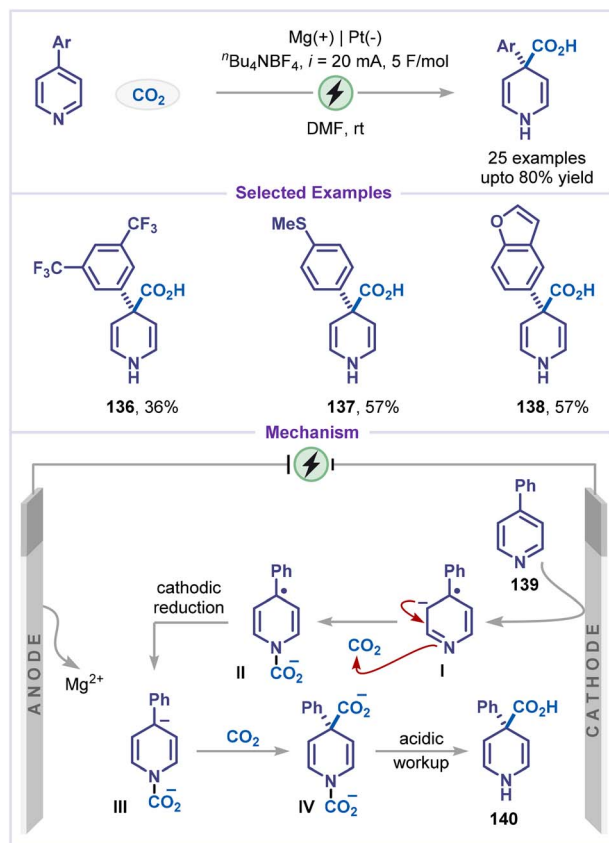 Ar
N
CO₂
Mg(+) | Pt(-)
ⁿBu₄NBF₄, i = 20 mA, 5 F/mol
DMF, rt
Ar CO₂H
N
H
25 examples
upto 80% yield
Selected Examples
CF₃
F₃C
CO₂H
NH
136, 36%
MeS
CO₂H
NH
137, 57%
O
CO₂H
NH
138, 57%
Mechanism
ANODE
Mg²⁺
CATHODE
Ph
N
139
Ph
•
−
N
I
CO₂
Ph
•
N
CO₂−
II
cathodic
reduction
Ph
−
N
CO₂−
III
CO₂
Ph CO₂−
N
CO₂−
IV
acidic
workup
Ph CO₂H
N
H
140